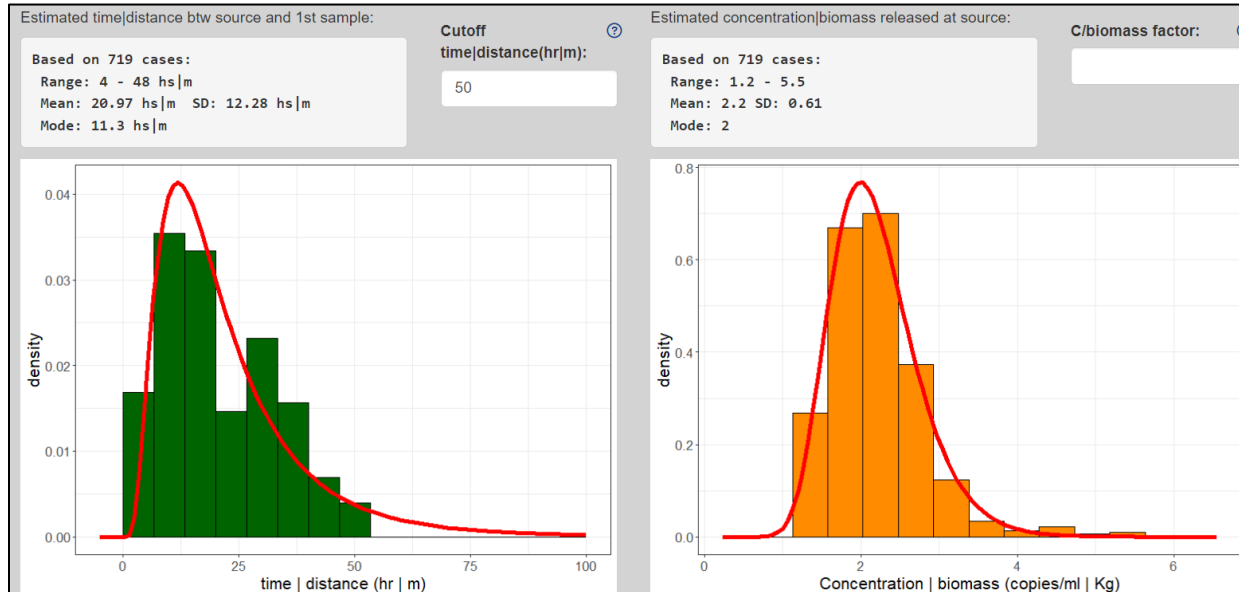 Estimated time|distance btw source and 1st sample:
Based on 719 cases:
Range: 4 - 48 hs|m
Mean: 20.97 hs|m SD: 12.28 hs|m
Mode: 11.3 hs|m
Cutoff
time|distance(hr|m):
?
50
0.04
0.03
0.02
0.01
0.00
density
0
25
50
75
100
time | distance (hr | m)
Estimated concentration|biomass released at source:
Based on 719 cases:
Range: 1.2 - 5.5
Mean: 2.2 SD: 0.61
Mode: 2
C/biomass factor:
0.8
0.6
0.4
0.2
0.0
density
0
2
4
6
Concentration | biomass (copies/ml | Kg)